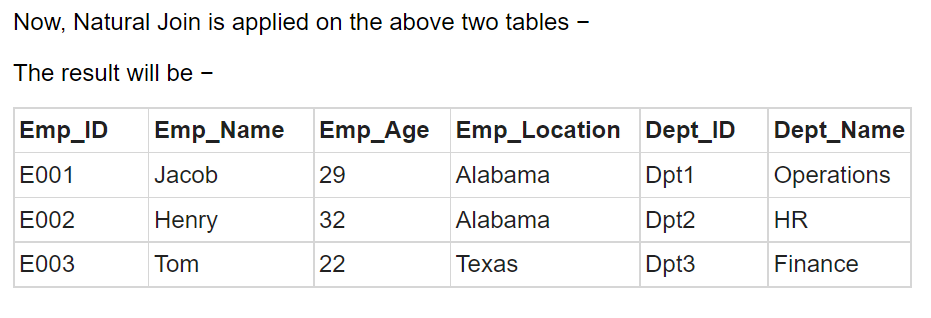 Now, Natural Join is applied on the above two tables −
The result will be −
Emp_ID Emp_Name Emp_Age Emp_Location Dept_ID Dept_Name
E001 Jacob 29 Alabama Dpt1 Operations
E002 Henry 32 Alabama Dpt2 HR
E003 Tom 22 Texas Dpt3 Finance